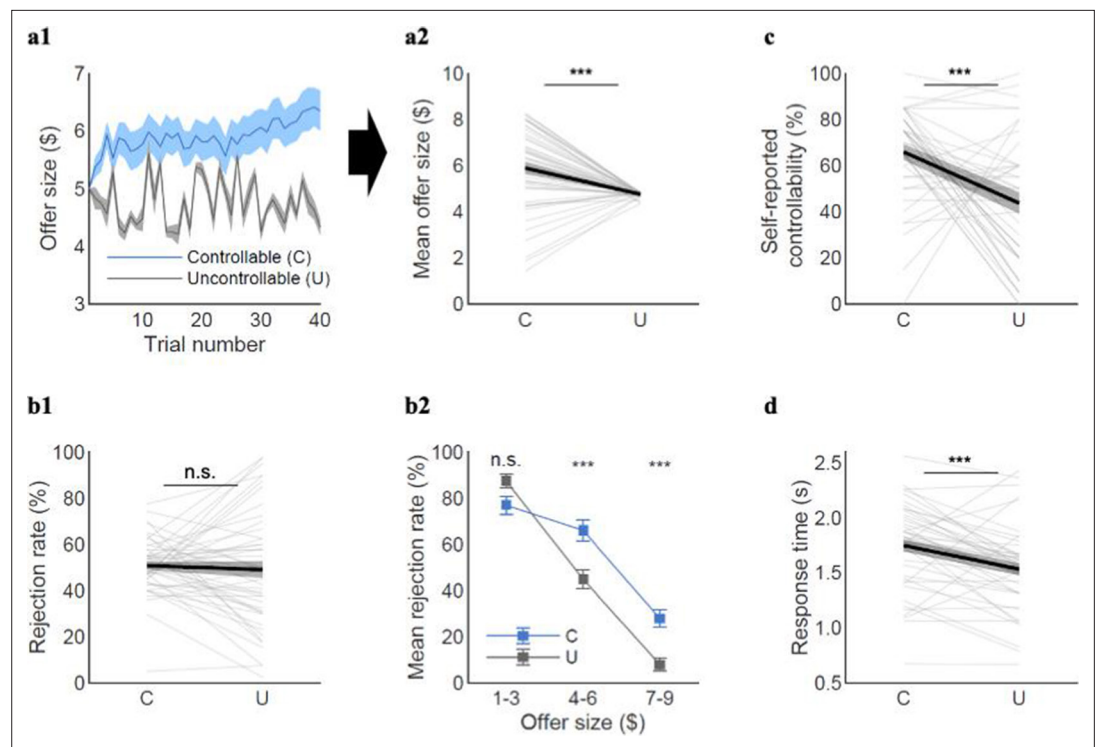 a1
7
6
5
4
3
Offer size ($)
Controllable (C)
Uncontrollable (U)
10
20
30
40
Trial number
a2
10
8
6
4
2
0
Mean offer size ($)
***
C
U
c
100
80
60
40
20
0
Self-reported
controllability (%)
***
C
U
b1
100
80
60
40
20
0
Rejection rate (%)
n.s.
C
U
b2
100
80
60
40
20
0
Mean rejection rate (%)
n.s.
***
***
C
U
1-3
4-6
7-9
Offer size ($)
d
2.5
2.0
1.5
1.0
0.5
Response time (s)
***
C
U